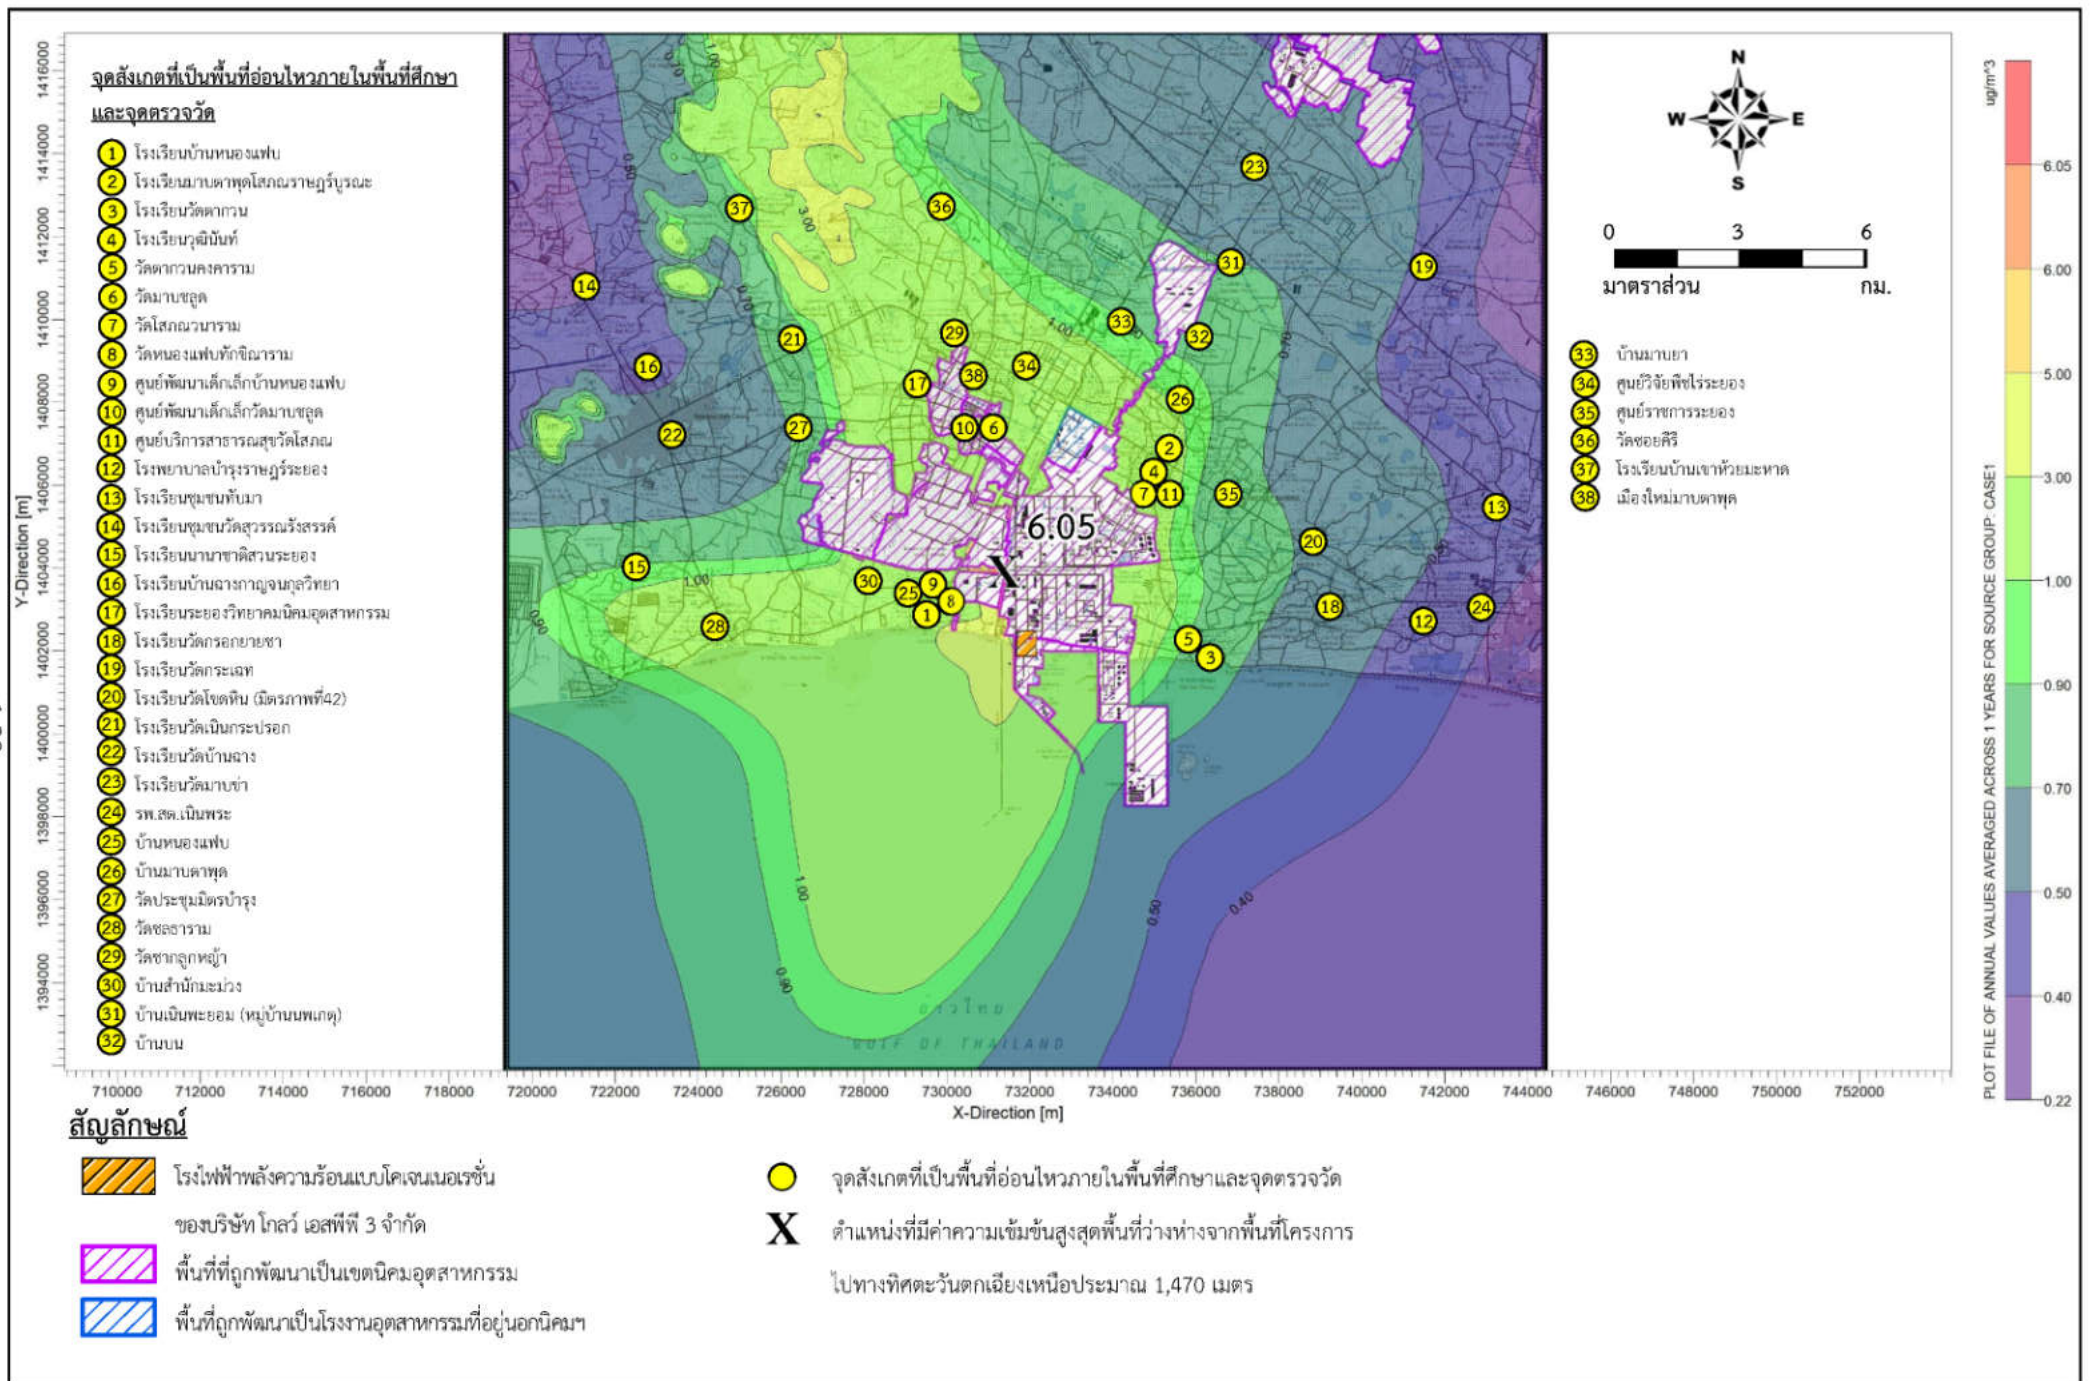 จุดสังเกตที่เป็นพื้นที่อ่อนไหวภายในพื้นที่ศึกษา
และจุดตรวจวัด
1 โรงเรียนบ้านหนองแฟบ
2 โรงเรียนมาบตาพุดโสภณราษฎร์บูรณะ
3 โรงเรียนวัดตากวน
4 โรงเรียนวุฒินันท์
5 วัดตากวนคงคาราม
6 วัดมาบชลูด
7 วัดโสภณวนาราม
8 วัดหนองแฟบทักขิณาราม
9 ศูนย์พัฒนาเด็กเล็กบ้านหนองแฟบ
10 ศูนย์พัฒนาเด็กเล็กวัดมาบชลูด
11 ศูนย์บริการสาธารณสุขวัดโสภณ
12 โรงพยาบาลบำรุงราษฎร์ระยอง
13 โรงเรียนชุมชนทับมา
14 โรงเรียนชุมชนวัดสุวรรณรังสรรค์
15 โรงเรียนนานาชาติสวนระยอง
16 โรงเรียนบ้านฉางกาญจนกุลวิทยา
17 โรงเรียนระยองวิทยาคมนิคมอุตสาหกรรม
18 โรงเรียนวัดกรอกยายชา
19 โรงเรียนวัดกระเฉท
20 โรงเรียนวัดโขดหิน (มิตรภาพที่42)
21 โรงเรียนวัดเนินกระปรอก
22 โรงเรียนวัดบ้านฉาง
23 โรงเรียนวัดมาบข่า
24 รพ.สต.เนินพระ
25 บ้านหนองแฟบ
26 บ้านมาบตาพุด
27 วัดประชุมมิตรบำรุง
28 วัดชลธาราม
29 วัดชากลูกหญ้า
30 บ้านสำนักมะม่วง
31 บ้านเนินพะยอม (หมู่บ้านนพเกตุ)
32 บ้านบน
N
W E
S
0 3 6
มาตราส่วน กม.
33 บ้านมาบยา
34 ศูนย์วิจัยพืชไร่ระยอง
35 ศูนย์ราชการระยอง
36 วัดซอยคีรี
37 โรงเรียนบ้านเขาห้วยมะหาด
38 เมืองใหม่มาบตาพุด
ug/m^3
6.05
6.00
5.00
3.00
1.00
0.90
0.70
0.50
0.40
0.22
PLOT FILE OF ANNUAL VALUES AVERAGED ACROSS 1 YEARS FOR SOURCE GROUP: CASE1
Y-Direction [m]
1416000
1414000
1412000
1410000
1408000
1406000
1404000
1402000
1400000
1398000
1396000
1394000
6.05
X
1.00
3.00
0.70
1.00
0.70
1.00
0.90
1.00
0.90
0.50
0.40
อ่าวไทย
GULF OF THAILAND
710000 712000 714000 716000 718000 720000 722000 724000 726000 728000 730000 732000 734000 736000 738000 740000 742000 744000 746000 748000 750000 752000
X-Direction [m]
สัญลักษณ์
โรงไฟฟ้าพลังความร้อนแบบโคเจนเนอเรชั่น
ของบริษัท โกลว์ เอสพีพี 3 จำกัด
พื้นที่ที่ถูกพัฒนาเป็นเขตนิคมอุตสาหกรรม
พื้นที่ถูกพัฒนาเป็นโรงงานอุตสาหกรรมที่อยู่นอกนิคมฯ
จุดสังเกตที่เป็นพื้นที่อ่อนไหวภายในพื้นที่ศึกษาและจุดตรวจวัด
X ตำแหน่งที่มีค่าความเข้มข้นสูงสุดพื้นที่ว่างห่างจากพื้นที่โครงการ
ไปทางทิศตะวันตกเฉียงเหนือประมาณ 1,470 เมตร